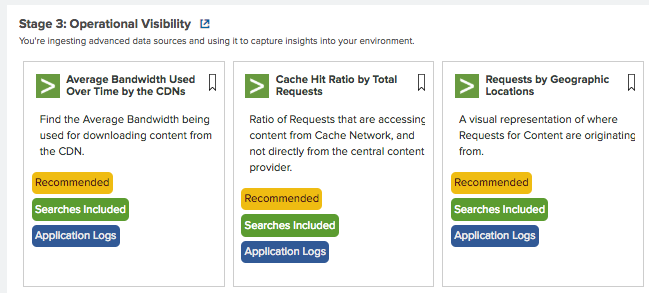 Stage 3: Operational Visibility
You're ingesting advanced data sources and using it to capture insights into your environment.
Average Bandwidth Used
Over Time by the CDNs
Find the Average Bandwidth being
used for downloading content from
the CDN.
Recommended
Searches Included
Application Logs
Cache Hit Ratio by Total
Requests
Ratio of Requests that are accessing
content from Cache Network, and
not directly from the central content
provider.
Recommended
Searches Included
Application Logs
Requests by Geographic
Locations
A visual representation of where
Requests for Content are originating
from.
Recommended
Searches Included
Application Logs